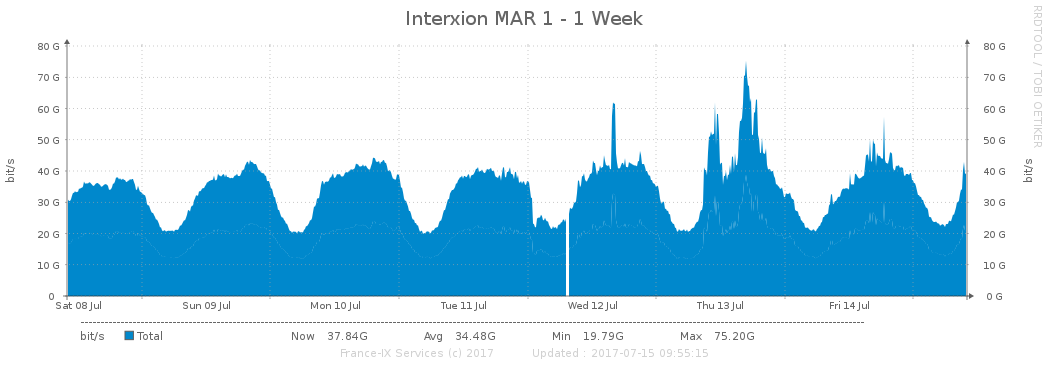 Interxion MAR 1 - 1 Week
RRDTOOL / TOBI OETIKER
bit/s
80 G
70 G
60 G
50 G
40 G
30 G
20 G
10 G
0
80 G
70 G
60 G
50 G
40 G
30 G
20 G
10 G
0 G
bit/s
Sat 08 Jul Sun 09 Jul Mon 10 Jul Tue 11 Jul Wed 12 Jul Thu 13 Jul Fri 14 Jul
bit/s Total Now 37.84G Avg 34.48G Min 19.79G Max 75.20G
France-IX Services (c) 2017 Updated : 2017-07-15 09:55:15